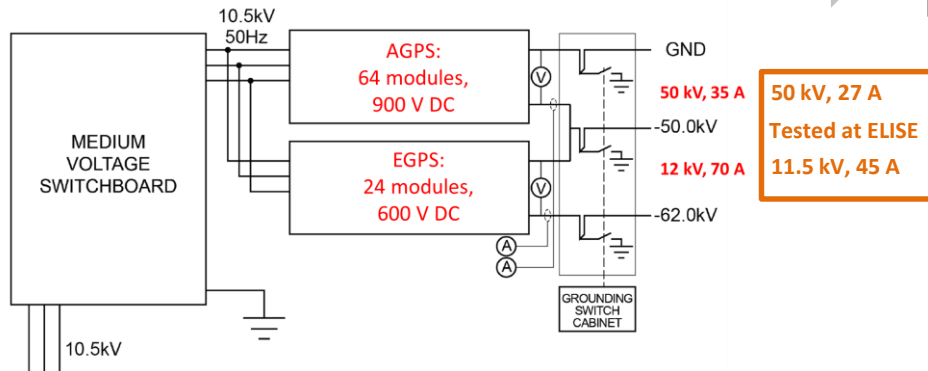 10.5kV
50Hz
AGPS:
64 modules,
900 V DC
V
GND
50 kV, 35 A
50 kV, 27 A
Tested at ELISE
11.5 kV, 45 A
-50.0kV
MEDIUM
VOLTAGE
SWITCHBOARD
EGPS:
24 modules,
600 V DC
V
12 kV, 70 A
-62.0kV
A
A
GROUNDING
SWITCH
CABINET
10.5kV